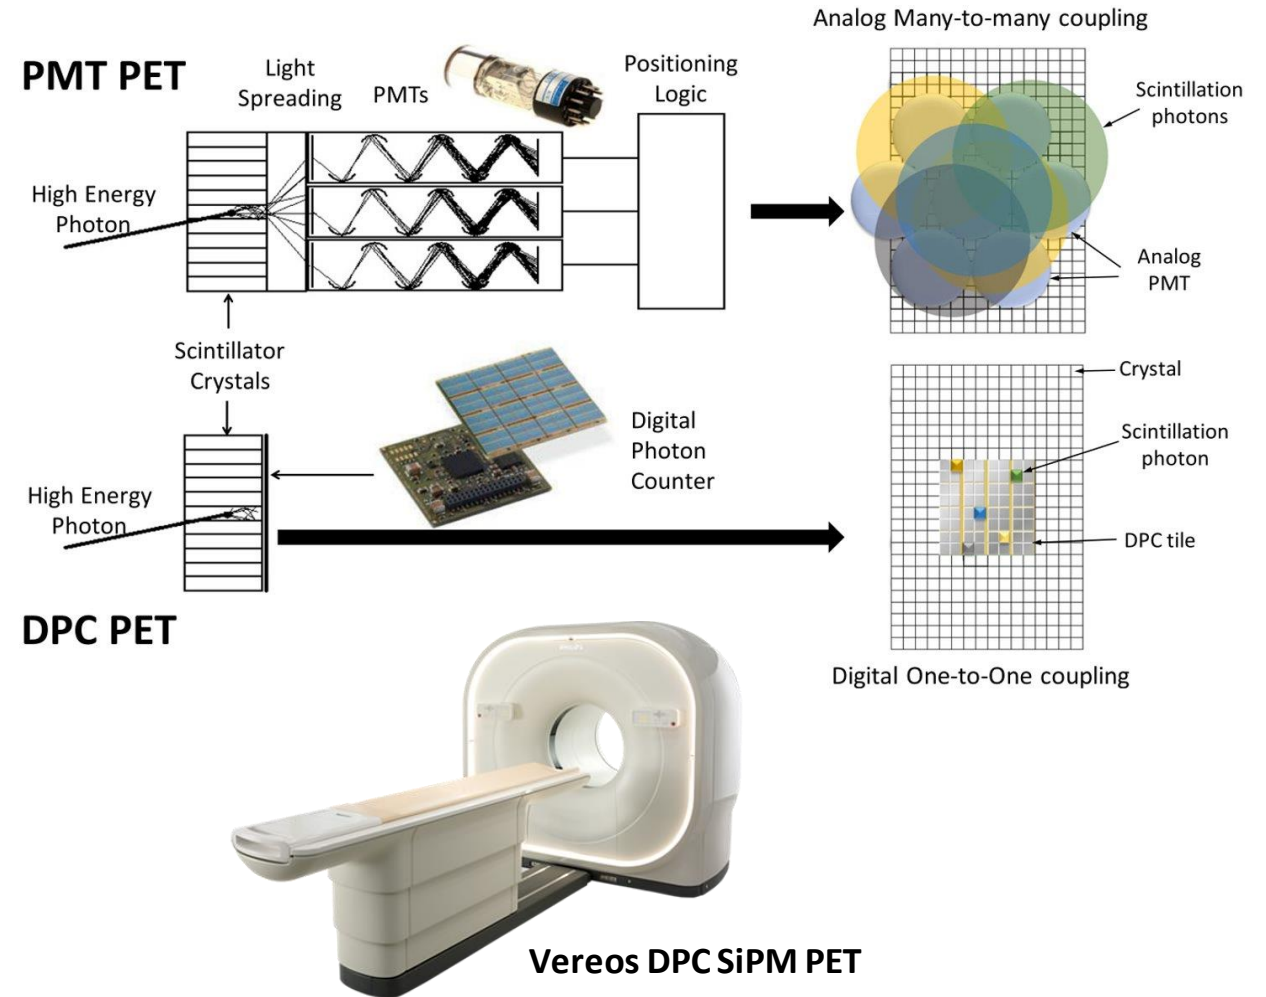 Analog Many-to-many coupling
PMT PET
Light
Spreading
PMTs
Positioning
Logic
Scintillation
photons
High Energy
Photon
Analog
PMT
Scintillator
Crystals
Crystal
Digital
Photon
Counter
Scintillation
photon
High Energy
Photon
DPC tile
DPC PET
Digital One-to-One coupling
Vereos DPC SiPM PET